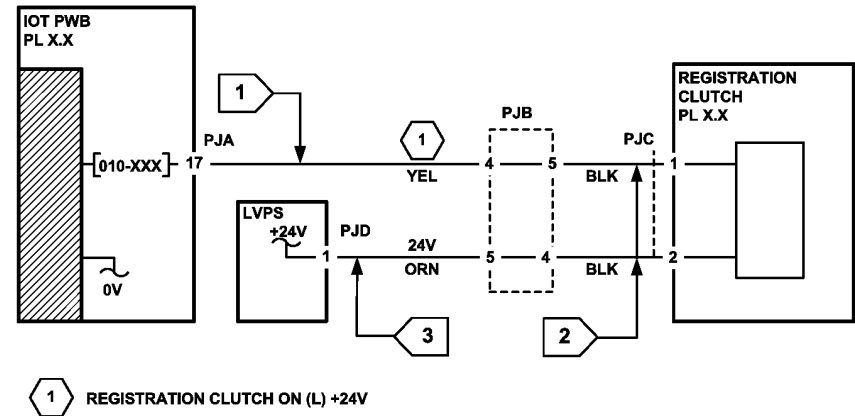 IOT PWB
PL X.X
1
PJB
REGISTRATION
CLUTCH
PL X.X
PJA
1
PJC
[010-XXX]
17
4
5
1
YEL
BLK
LVPS
+24V
PJD
24V
1
5
4
2
ORN
BLK
0V
3
2
1
REGISTRATION CLUTCH ON (L) +24V